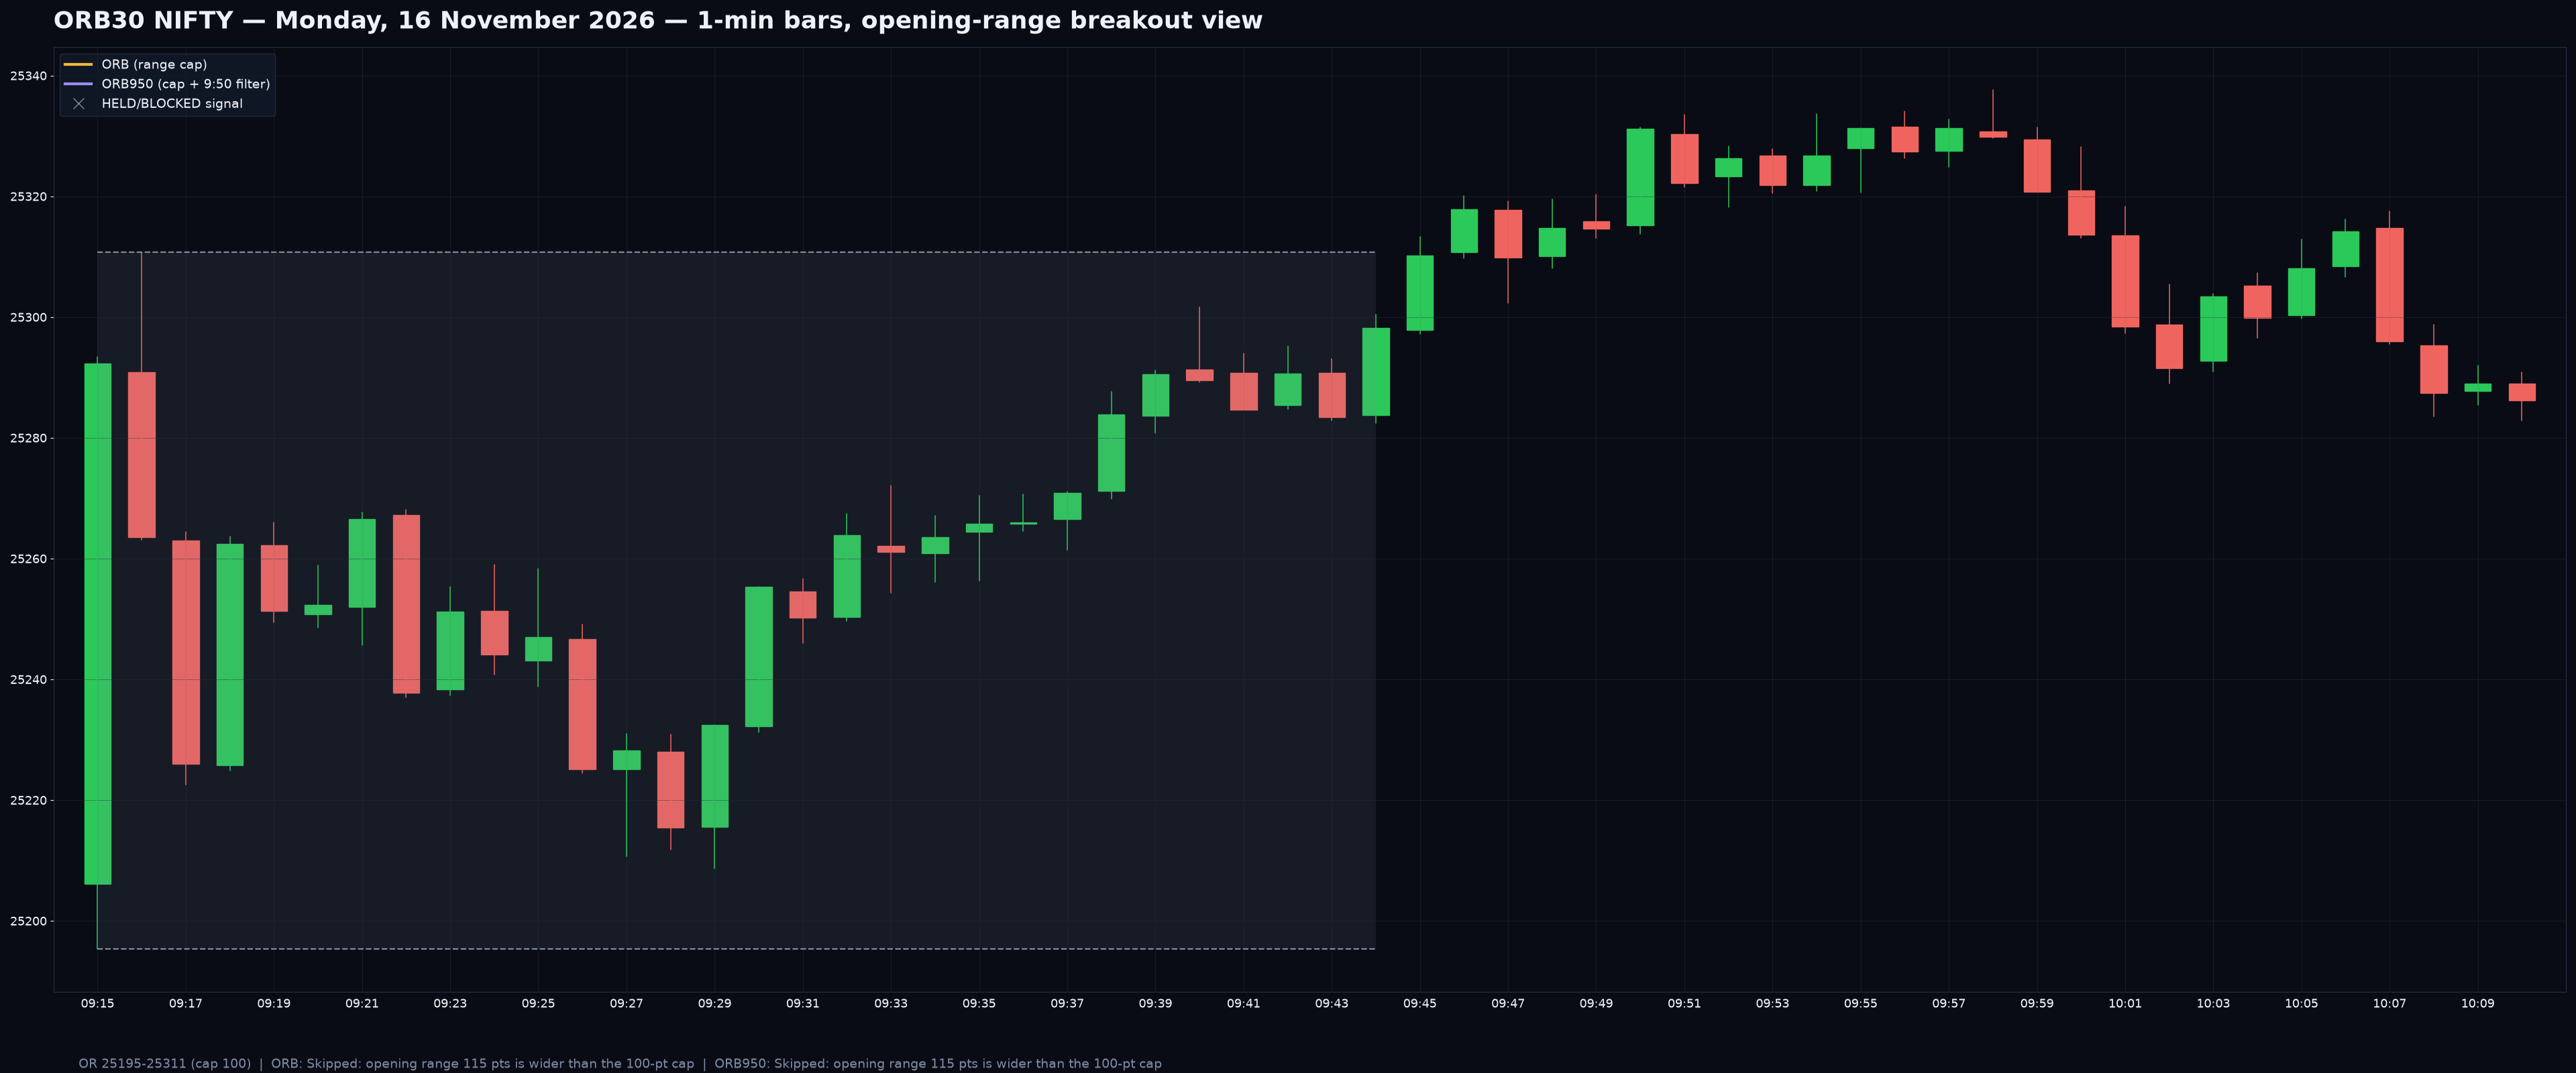 ORB30 NIFTY — Monday, 16 November 2026 — 1-min bars, opening-range breakout view
ORB (range cap)
ORB950 (cap + 9:50 filter)
HELD/BLOCKED signal
25340
25320
25300
25280
25260
25240
25220
25200
09:15 09:17 09:19 09:21 09:23 09:25 09:27 09:29 09:31 09:33 09:35 09:37 09:39 09:41 09:43 09:45 09:47 09:49 09:51 09:53 09:55 09:57 09:59 10:01 10:03 10:05 10:07 10:09
OR 25195-25311 (cap 100) | ORB: Skipped: opening range 115 pts is wider than the 100-pt cap | ORB950: Skipped: opening range 115 pts is wider than the 100-pt cap